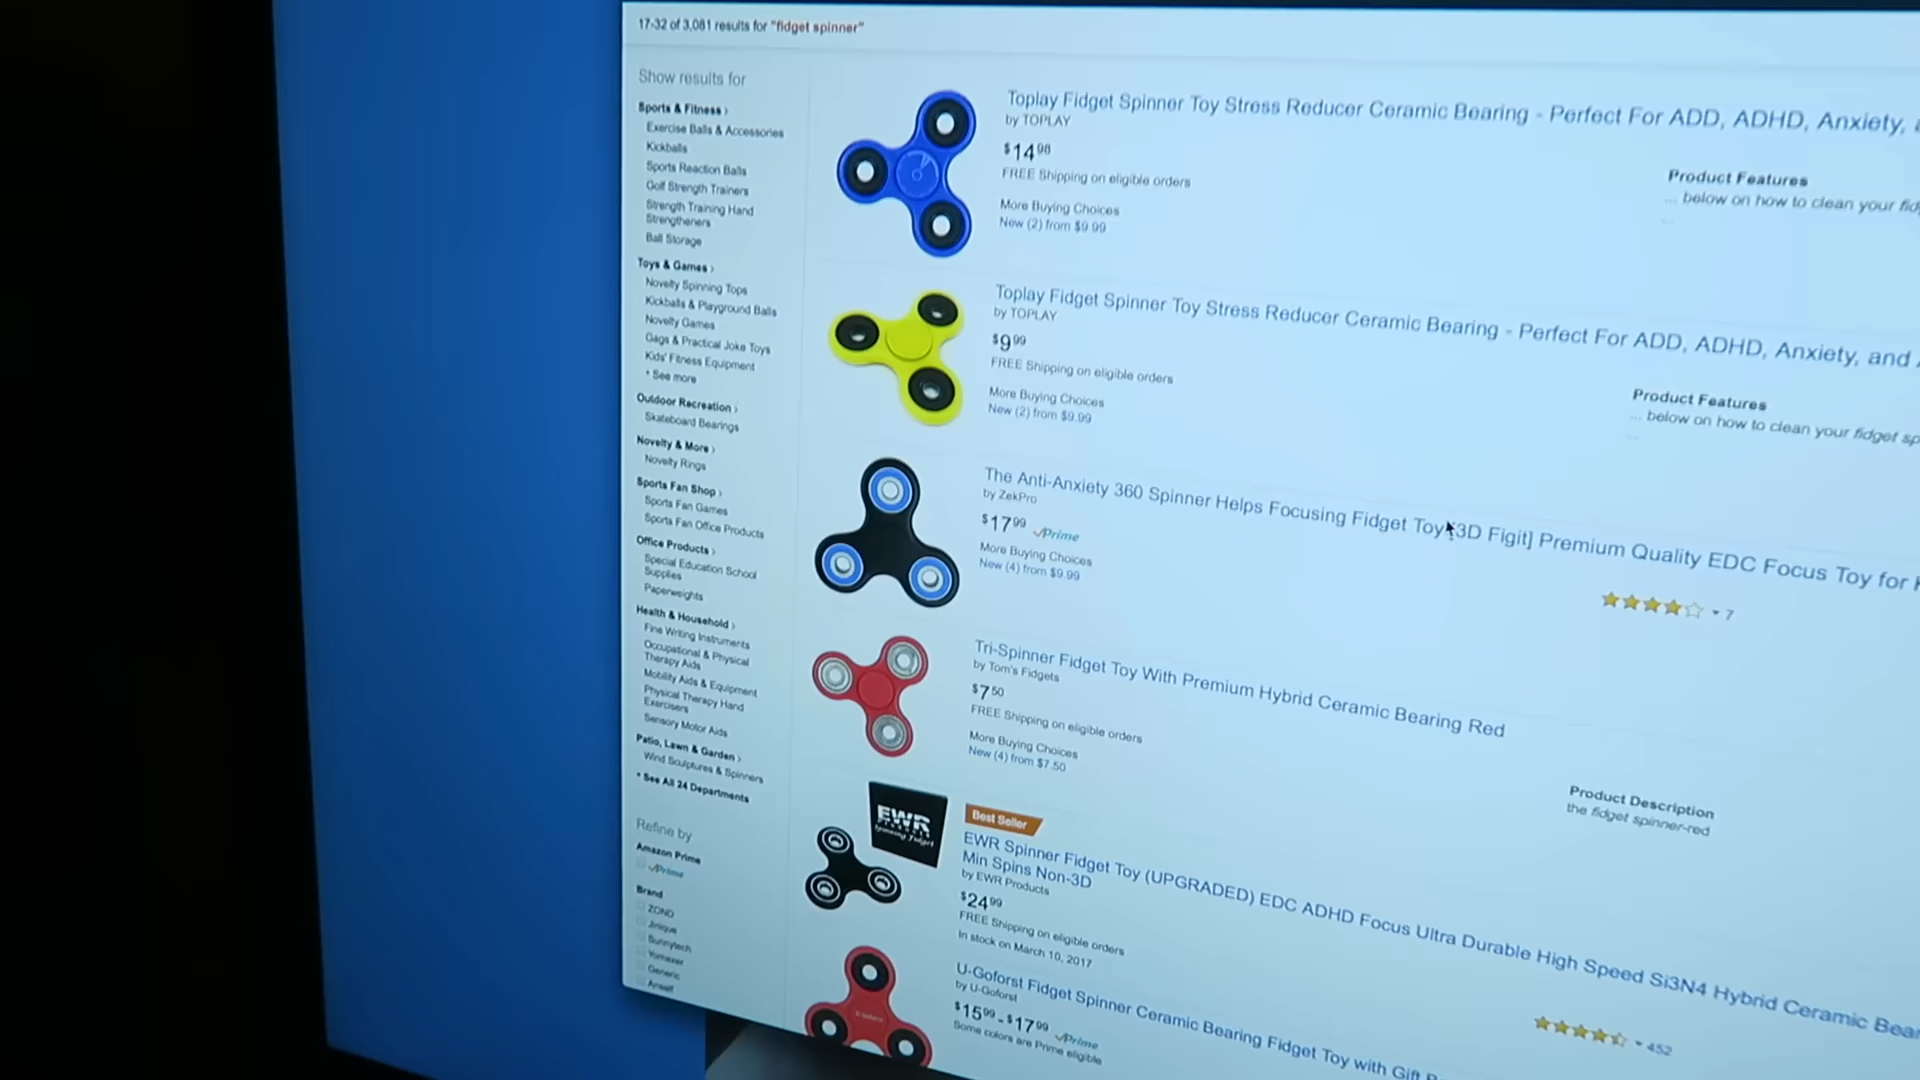 17-32 of 3,081 results for "fidget spinner"
Show results for
Sports & Fitness ›
Exercise Balls & Accessories
Kickballs
Sports Reaction Balls
Golf Strength Trainers
Strength Training Hand
Strengtheners
Ball Storage
Toys & Games ›
Novelty Spinning Tops
Kickballs & Playground Balls
Novelty Games
Gags & Practical Joke Toys
Kids' Fitness Equipment
See more
Outdoor Recreation ›
Skateboard Bearings
Novelty & More ›
Novelty Rings
Sports Fan Shop ›
Sports Fan Games
Sports Fan Office Products
Office Products ›
Special Education School
Supplies
Paperweights
Health & Household ›
Fine Writing Instruments
Occupational & Physical
Therapy Aids
Mobility Aids & Equipment
Physical Therapy Hand
Exercisers
Sensory Motor Aids
Patio, Lawn & Garden ›
Wind Sculptures & Spinners
See All 24 Departments
Refine by
Amazon Prime
Prime
Brand
ZOND
Jinique
Sunnytech
Yomaxer
Generic
Anself
Toplay Fidget Spinner Toy Stress Reducer Ceramic Bearing - Perfect For ADD, ADHD, Anxiety,
by TOPLAY
$14.98
FREE Shipping on eligible orders
More Buying Choices
New (2) from $9.99
Product Features
... below on how to clean your fid
...
Toplay Fidget Spinner Toy Stress Reducer Ceramic Bearing - Perfect For ADD, ADHD, Anxiety, and
by TOPLAY
$9.99
FREE Shipping on eligible orders
More Buying Choices
New (2) from $9.99
Product Features
... below on how to clean your fidget sp
...
The Anti-Anxiety 360 Spinner Helps Focusing Fidget Toy [3D Figit] Premium Quality EDC Focus Toy for
by ZekPro
$17.99 Prime
More Buying Choices
New (4) from $9.99
7
Tri-Spinner Fidget Toy With Premium Hybrid Ceramic Bearing Red
by Tom's Fidgets
$7.50
FREE Shipping on eligible orders
More Buying Choices
New (4) from $7.50
Product Description
the fidget spinner-red
EWR
Best Seller
EWR Spinner Fidget Toy (UPGRADED) EDC ADHD Focus Ultra Durable High Speed Si3N4 Hybrid Ceramic Bear
Min Spins Non-3D
by EWR Products
$24.99
FREE Shipping on eligible orders
In stock on March 10, 2017
U-Goforst Fidget Spinner Ceramic Bearing Fidget Toy with Gift
by U-Goforst
$15.99 - $17.99 Prime
Some colors are Prime eligible
452